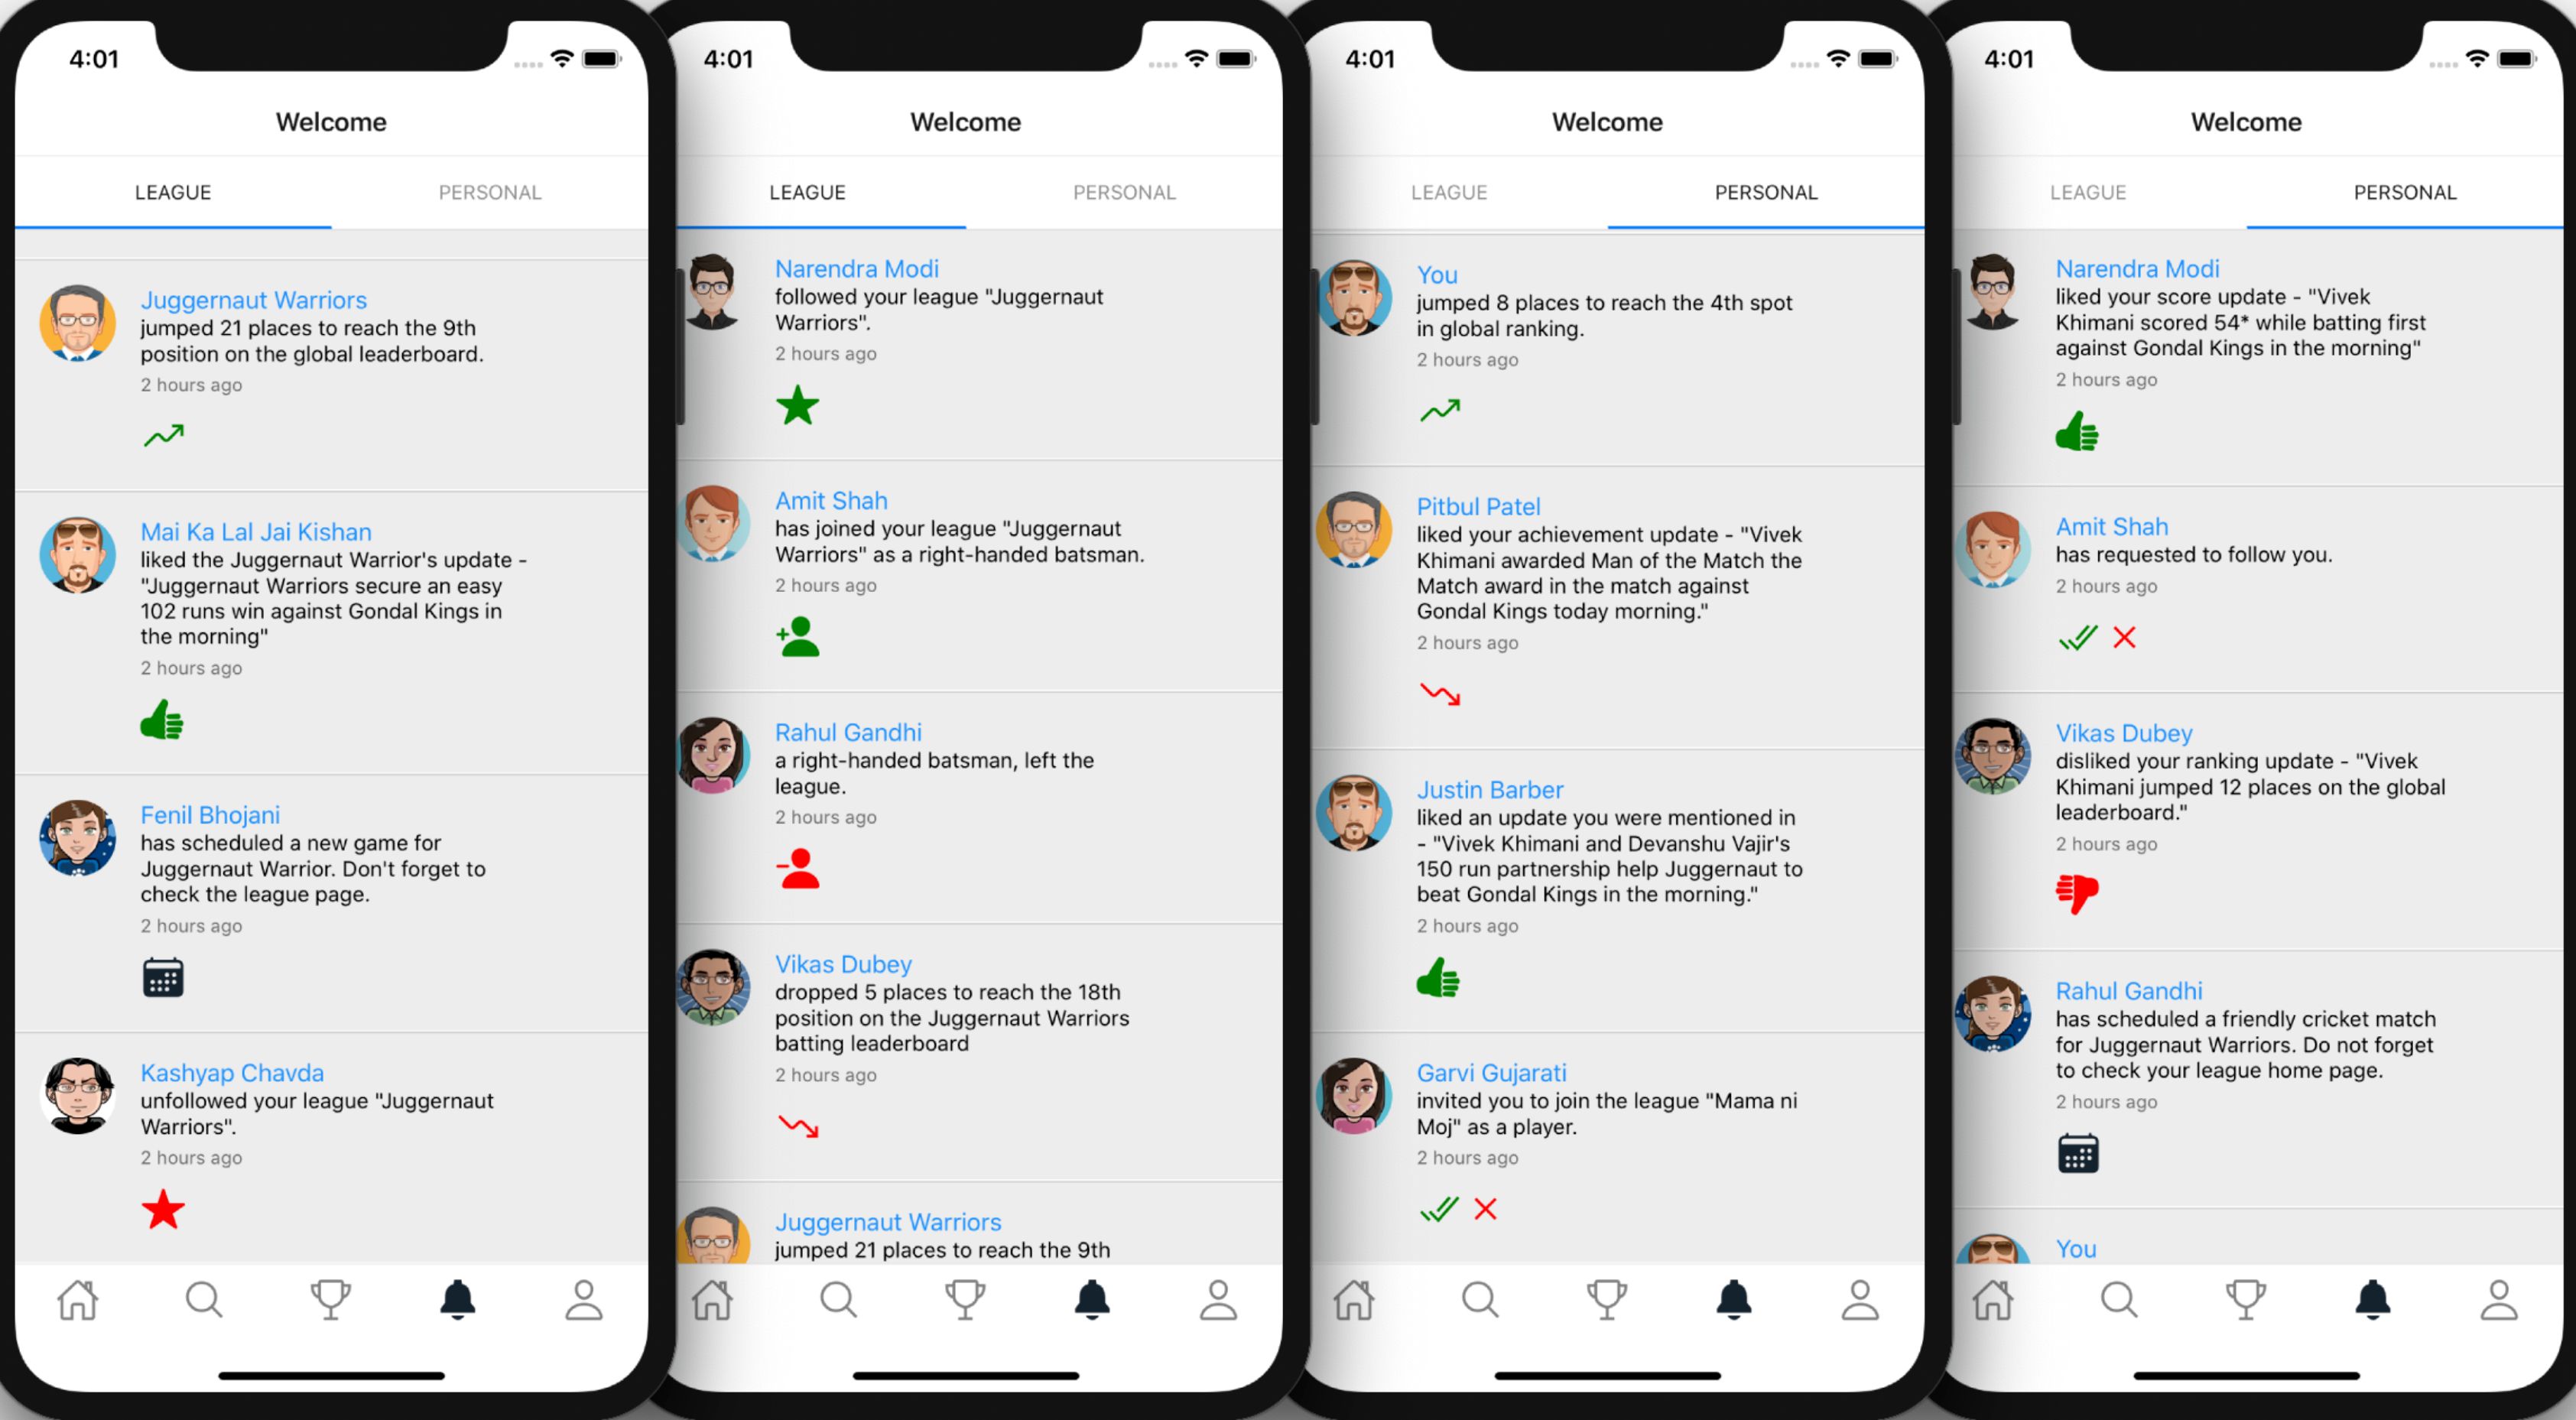 4:01
Welcome
LEAGUE
PERSONAL
Juggernaut Warriors
jumped 21 places to reach the 9th
position on the global leaderboard.
2 hours ago
Mai Ka Lal Jai Kishan
liked the Juggernaut Warrior's update -
"Juggernaut Warriors secure an easy
102 runs win against Gondal Kings in
the morning"
2 hours ago
Fenil Bhojani
has scheduled a new game for
Juggernaut Warrior. Don't forget to
check the league page.
2 hours ago
Kashyap Chavda
unfollowed your league "Juggernaut
Warriors".
2 hours ago
4:01
Welcome
LEAGUE
PERSONAL
Narendra Modi
followed your league "Juggernaut
Warriors".
2 hours ago
Amit Shah
has joined your league "Juggernaut
Warriors" as a right-handed batsman.
2 hours ago
Rahul Gandhi
a right-handed batsman, left the
league.
2 hours ago
Vikas Dubey
dropped 5 places to reach the 18th
position on the Juggernaut Warriors
batting leaderboard
2 hours ago
Juggernaut Warriors
jumped 21 places to reach the 9th
4:01
Welcome
LEAGUE
PERSONAL
You
jumped 8 places to reach the 4th spot
in global ranking.
2 hours ago
Pitbul Patel
liked your achievement update - "Vivek
Khimani awarded Man of the Match the
Match award in the match against
Gondal Kings today morning."
2 hours ago
Justin Barber
liked an update you were mentioned in
- "Vivek Khimani and Devanshu Vajir's
150 run partnership help Juggernaut to
beat Gondal Kings in the morning."
2 hours ago
Garvi Gujarati
invited you to join the league "Mama ni
Moj" as a player.
2 hours ago
4:01
Welcome
LEAGUE
PERSONAL
Narendra Modi
liked your score update - "Vivek
Khimani scored 54* while batting first
against Gondal Kings in the morning"
2 hours ago
Amit Shah
has requested to follow you.
2 hours ago
Vikas Dubey
disliked your ranking update - "Vivek
Khimani jumped 12 places on the global
leaderboard."
2 hours ago
Rahul Gandhi
has scheduled a friendly cricket match
for Juggernaut Warriors. Do not forget
to check your league home page.
2 hours ago
You